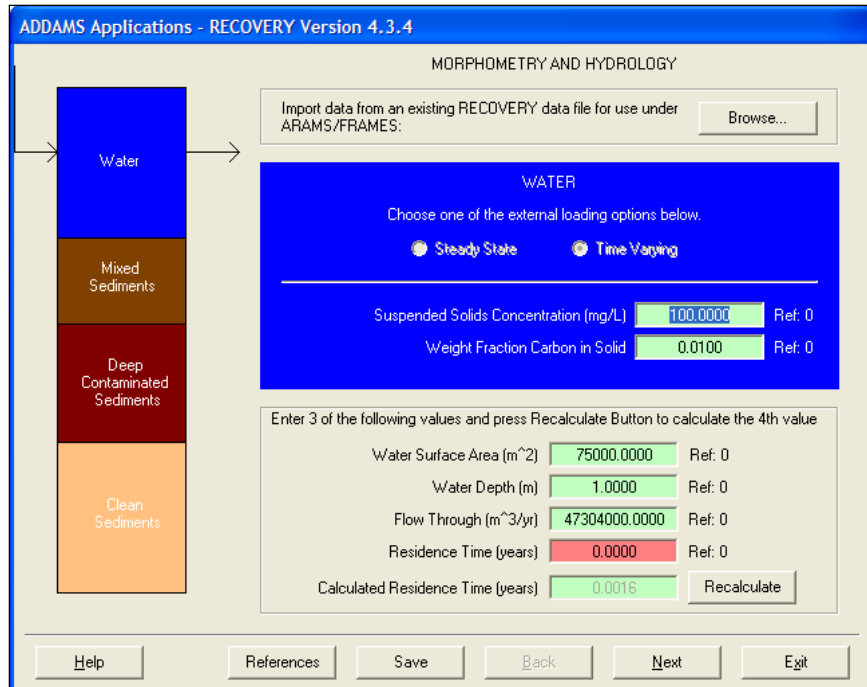 ADDAMS Applications - RECOVERY Version 4.3.4
MORPHOMETRY AND HYDROLOGY
Import data from an existing RECOVERY data file for use under
ARAMS/FRAMES:
Browse...
Water
Mixed
Sediments
Deep
Contaminated
Sediments
Clean
Sediments
WATER
Choose one of the external loading options below.
Steady State Time Varying
Suspended Solids Concentration (mg/L) 100.0000 Ref: 0
Weight Fraction Carbon in Solid 0.0100 Ref: 0
Enter 3 of the following values and press Recalculate Button to calculate the 4th value
Water Surface Area (m^2) 75000.0000 Ref: 0
Water Depth (m) 1.0000 Ref: 0
Flow Through (m^3/yr) 47304000.0000 Ref: 0
Residence Time (years) 0.0000 Ref: 0
Calculated Residence Time (years) 0.0016 Recalculate
Help References Save Back Next Exit